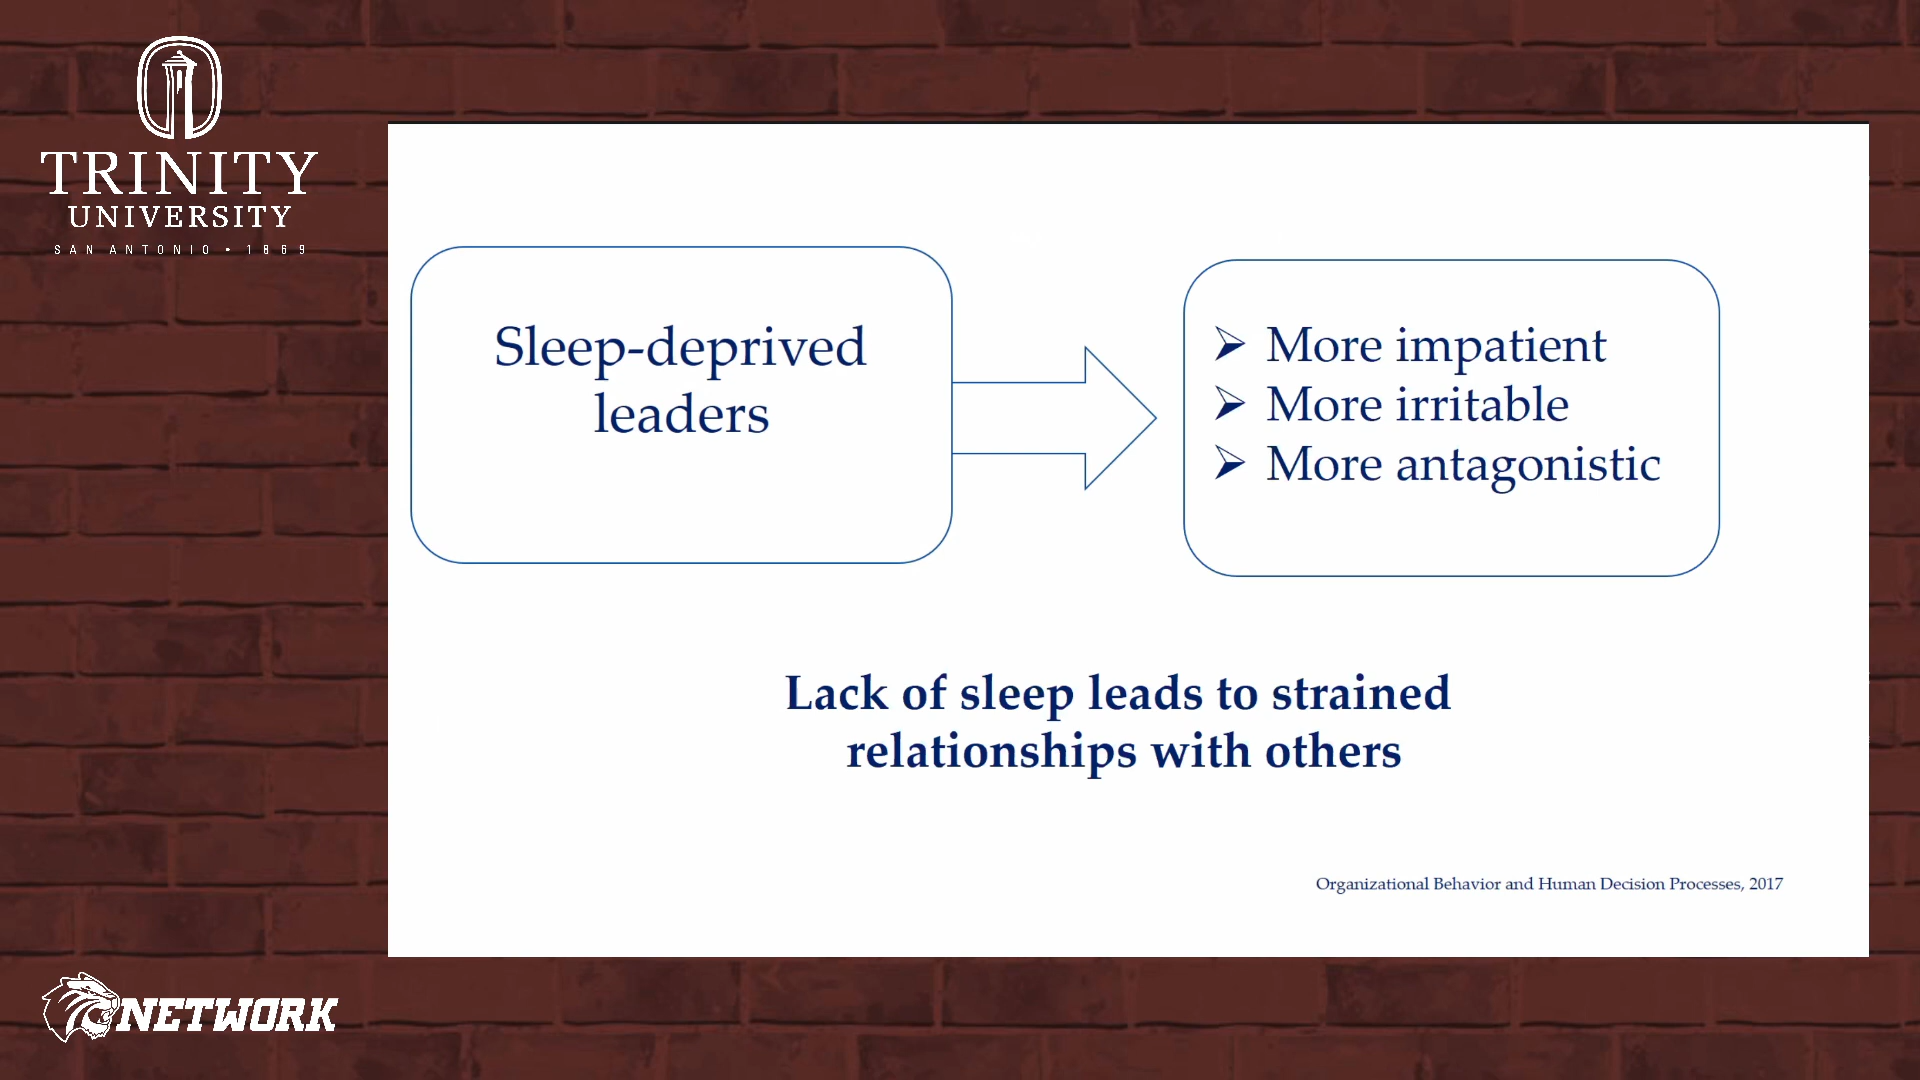 TRINITY
UNIVERSITY
SAN ANTONIO • 1869
Sleep-deprived
leaders
➢ More impatient
➢ More irritable
➢ More antagonistic
Lack of sleep leads to strained
relationships with others
Organizational Behavior and Human Decision Processes, 2017
NETWORK